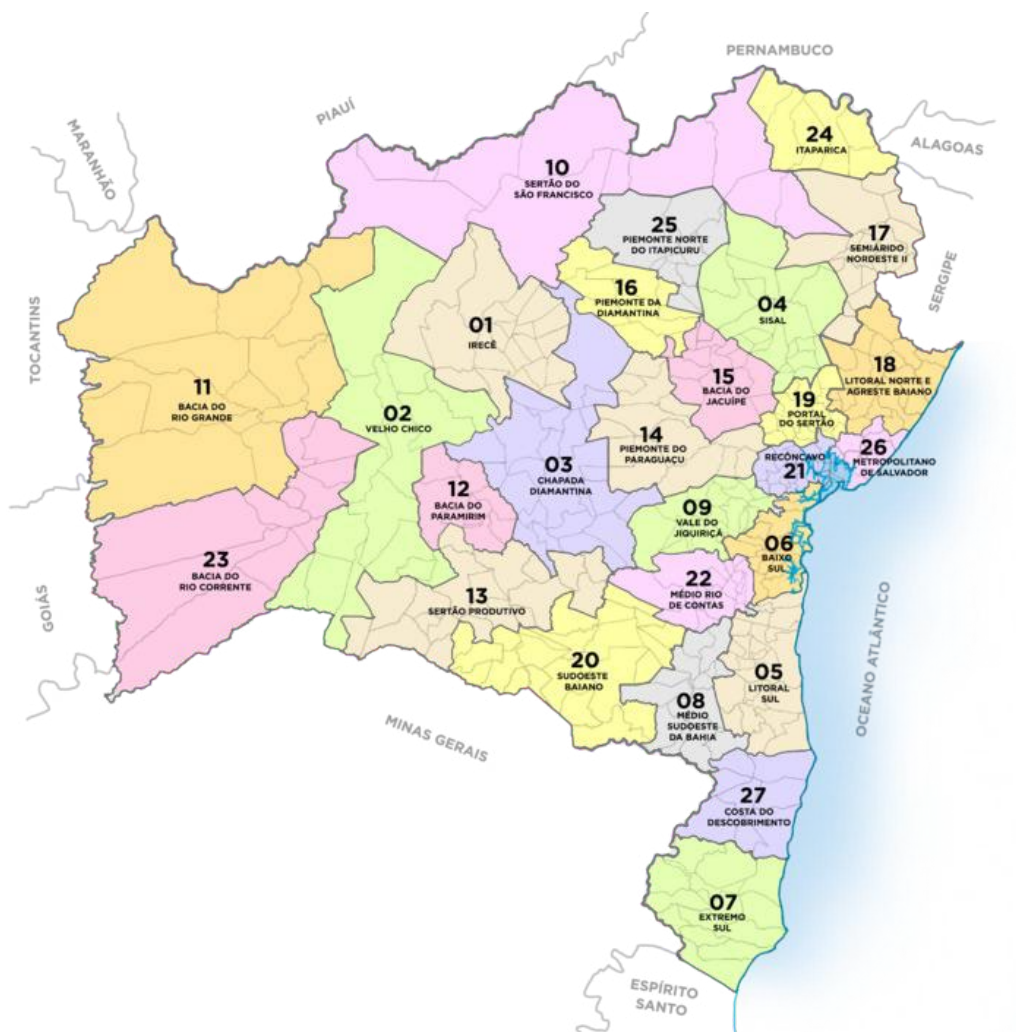 PERNAMBUCO
PIAUÍ
MARANHÃO
24
ITAPARICA
ALAGOAS
10
SERTÃO DO
SÃO FRANCISCO
25
PIEMONTE NORTE
DO ITAPICURU
17
SEMIÁRIDO
NORDESTE II
SERGIPE
16
PIEMONTE DA
DIAMANTINA
04
SISAL
TOCANTINS
01
IRECÊ
11
BACIA DO
RIO GRANDE
15
BACIA DO
JACUÍPE
18
LITORAL NORTE E
AGRESTE BAIANO
02
VELHO CHICO
19
PORTAL
DO SERTÃO
14
PIEMONTE DO
PARAGUAÇU
03
CHAPADA
DIAMANTINA
RECÔNCAVO
21
26
METROPOLITANO
DE SALVADOR
12
BACIA DO
PARAMIRIM
09
VALE DO
JIQUIRIÇÁ
06
BAIXO
SUL
23
BACIA DO
RIO CORRENTE
22
MÉDIO RIO
DE CONTAS
GOIÁS
13
SERTÃO PRODUTIVO
OCEANO ATLÂNTICO
20
SUDOESTE
BAIANO
05
LITORAL
SUL
08
MÉDIO
SUDOESTE
DA BAHIA
MINAS GERAIS
27
COSTA DO
DESCOBRIMENTO
07
EXTREMO
SUL
ESPÍRITO
SANTO